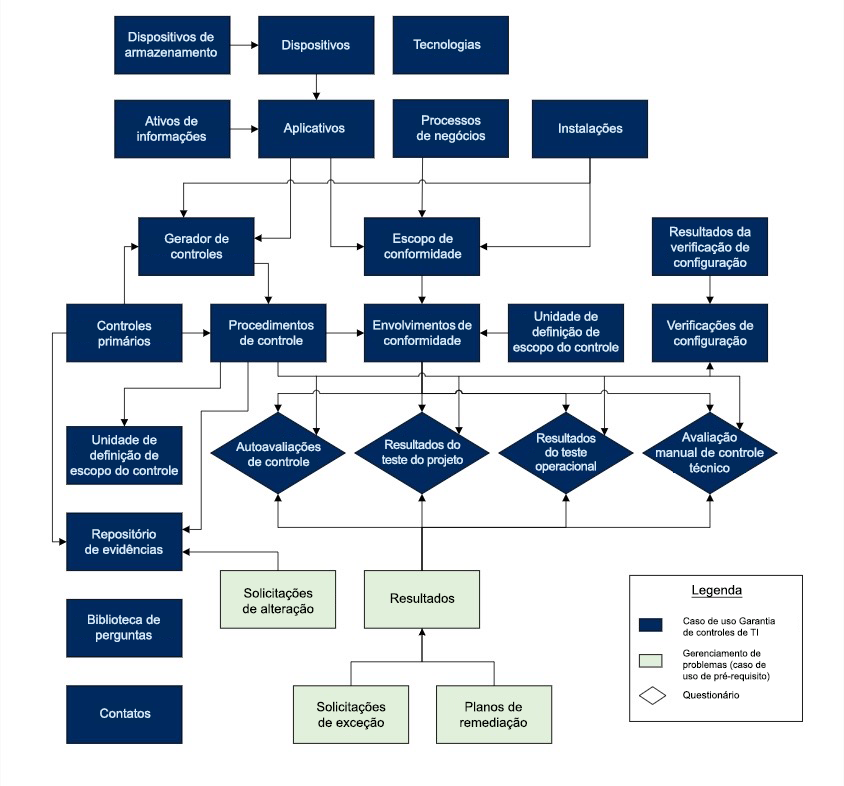 Dispositivos de
armazenamento
Dispositivos
Tecnologias
Ativos de
informações
Aplicativos
Processos
de negócios
Instalações
Gerador de
controles
Escopo de
conformidade
Resultados da
verificação de
configuração
Controles
primários
Procedimentos
de controle
Envolvimentos de
conformidade
Unidade de
definição de
escopo do controle
Verificações de
configuração
Unidade de
definição de
escopo do controle
Autoavaliações
de controle
Resultados do
teste do projeto
Resultados
do teste
operacional
Avaliação
manual de controle
técnico
Repositório
de evidências
Solicitações
de alteração
Resultados
Biblioteca de
perguntas
Contatos
Solicitações
de exceção
Planos de
remediação
Legenda
Caso de uso Garantia
de controles de TI
Gerenciamento de
problemas (caso de
uso de pré-requisito)
Questionário